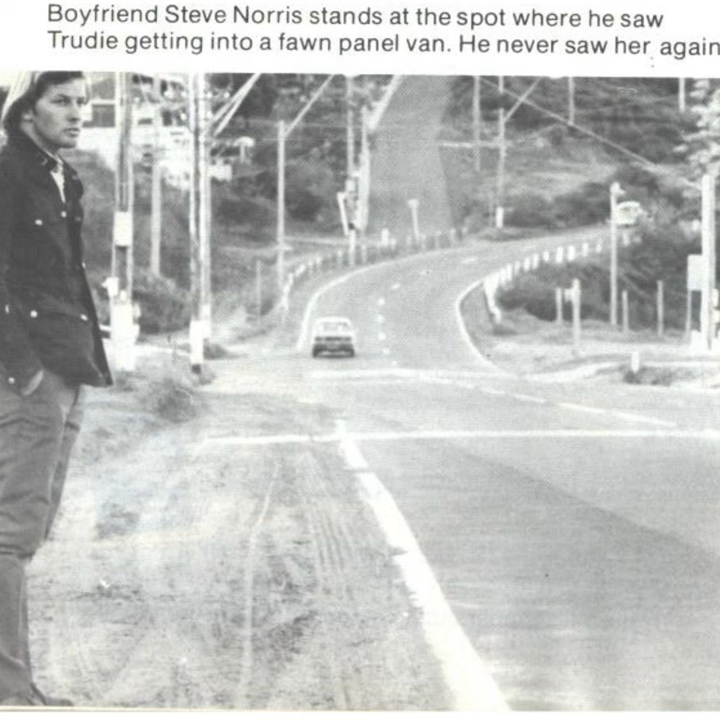 Boyfriend Steve Norris stands at the spot where he saw
Trudie getting into a fawn panel van. He never saw her again